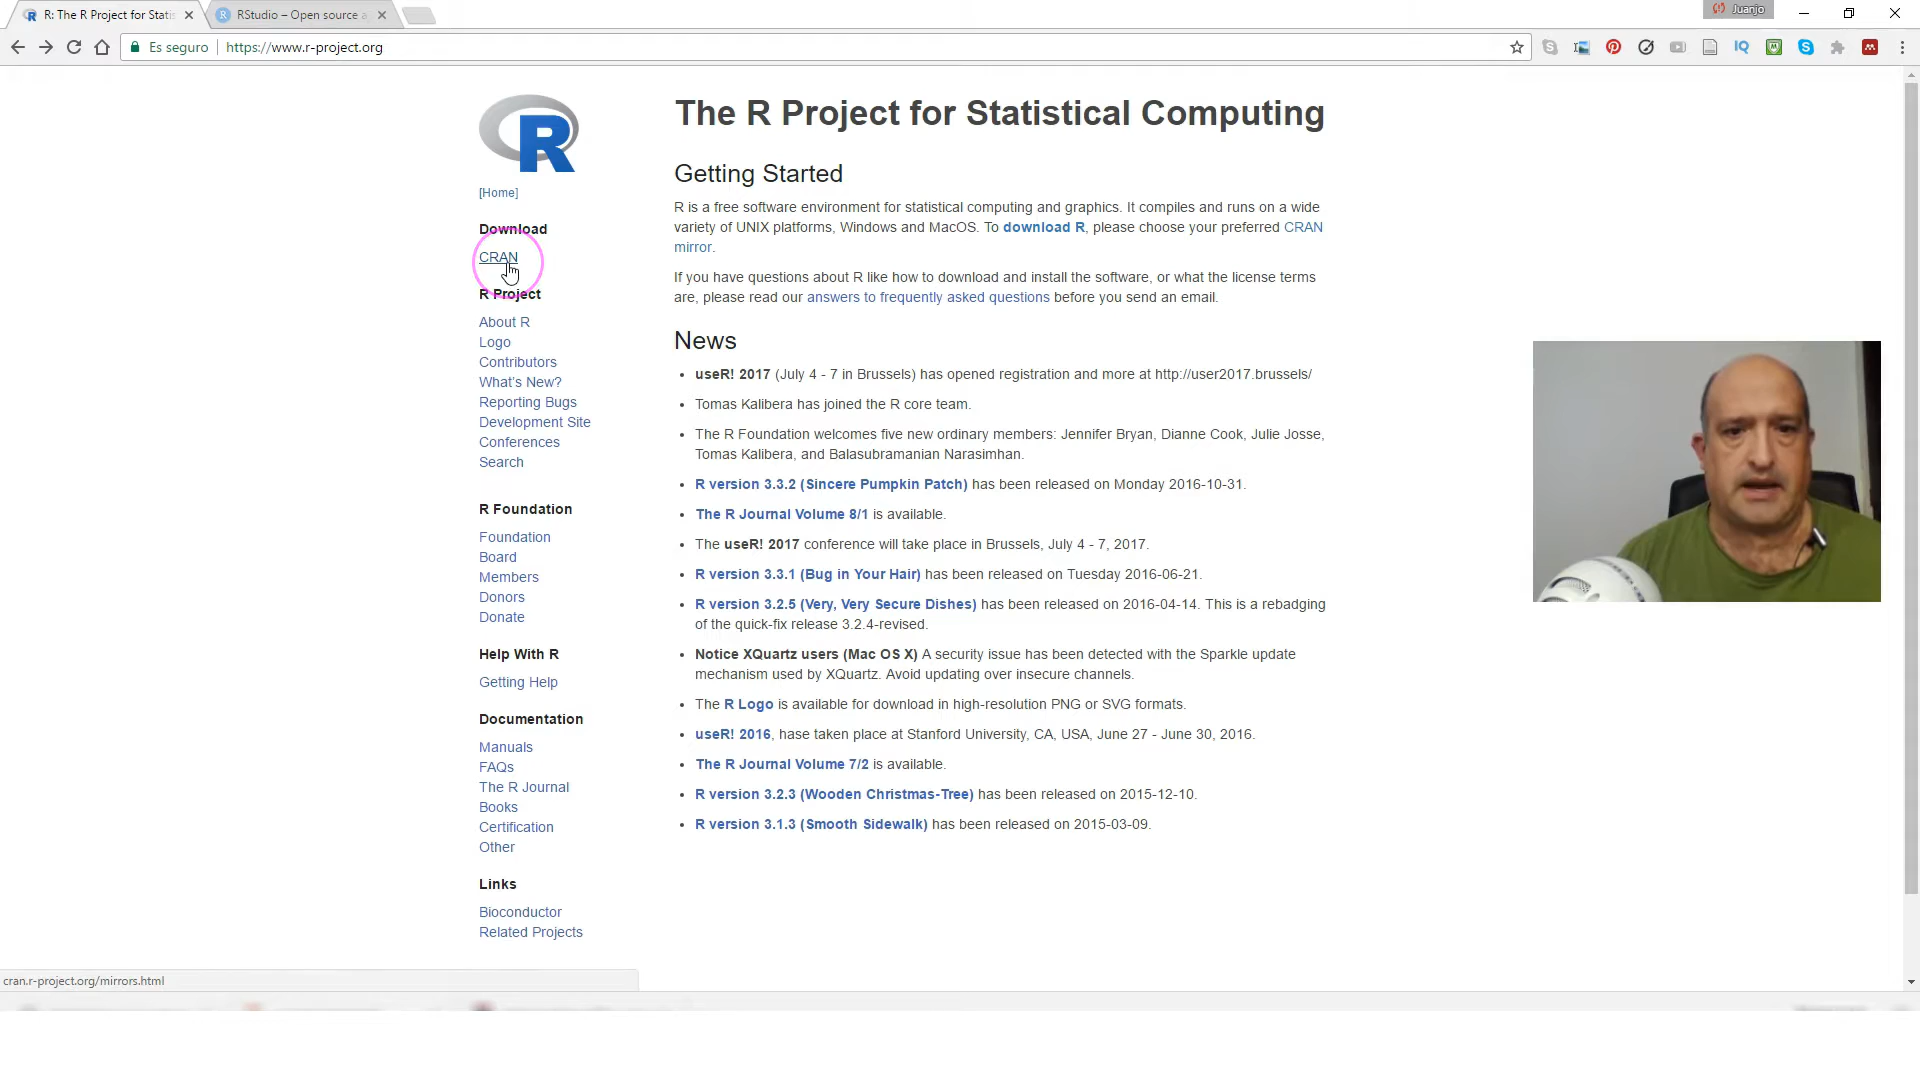 R: The R Project for Statis
RStudio – Open source a
Juanjo
Es seguro
https://www.r-project.org
IQ
R
[Home]
Download
CRAN
R Project
About R
Logo
Contributors
What's New?
Reporting Bugs
Development Site
Conferences
Search
R Foundation
Foundation
Board
Members
Donors
Donate
Help With R
Getting Help
Documentation
Manuals
FAQs
The R Journal
Books
Certification
Other
Links
Bioconductor
Related Projects
The R Project for Statistical Computing
Getting Started
R is a free software environment for statistical computing and graphics. It compiles and runs on a wide
variety of UNIX platforms, Windows and MacOS. To download R, please choose your preferred CRAN
mirror.
If you have questions about R like how to download and install the software, or what the license terms
are, please read our answers to frequently asked questions before you send an email.
News
• useR! 2017 (July 4 - 7 in Brussels) has opened registration and more at http://user2017.brussels/
• Tomas Kalibera has joined the R core team.
• The R Foundation welcomes five new ordinary members: Jennifer Bryan, Dianne Cook, Julie Josse,
Tomas Kalibera, and Balasubramanian Narasimhan.
• R version 3.3.2 (Sincere Pumpkin Patch) has been released on Monday 2016-10-31.
• The R Journal Volume 8/1 is available.
• The useR! 2017 conference will take place in Brussels, July 4 - 7, 2017.
• R version 3.3.1 (Bug in Your Hair) has been released on Tuesday 2016-06-21.
• R version 3.2.5 (Very, Very Secure Dishes) has been released on 2016-04-14. This is a rebadging
of the quick-fix release 3.2.4-revised.
• Notice XQuartz users (Mac OS X) A security issue has been detected with the Sparkle update
mechanism used by XQuartz. Avoid updating over insecure channels.
• The R Logo is available for download in high-resolution PNG or SVG formats.
• useR! 2016, hase taken place at Stanford University, CA, USA, June 27 - June 30, 2016.
• The R Journal Volume 7/2 is available.
• R version 3.2.3 (Wooden Christmas-Tree) has been released on 2015-12-10.
• R version 3.1.3 (Smooth Sidewalk) has been released on 2015-03-09.
cran.r-project.org/mirrors.html